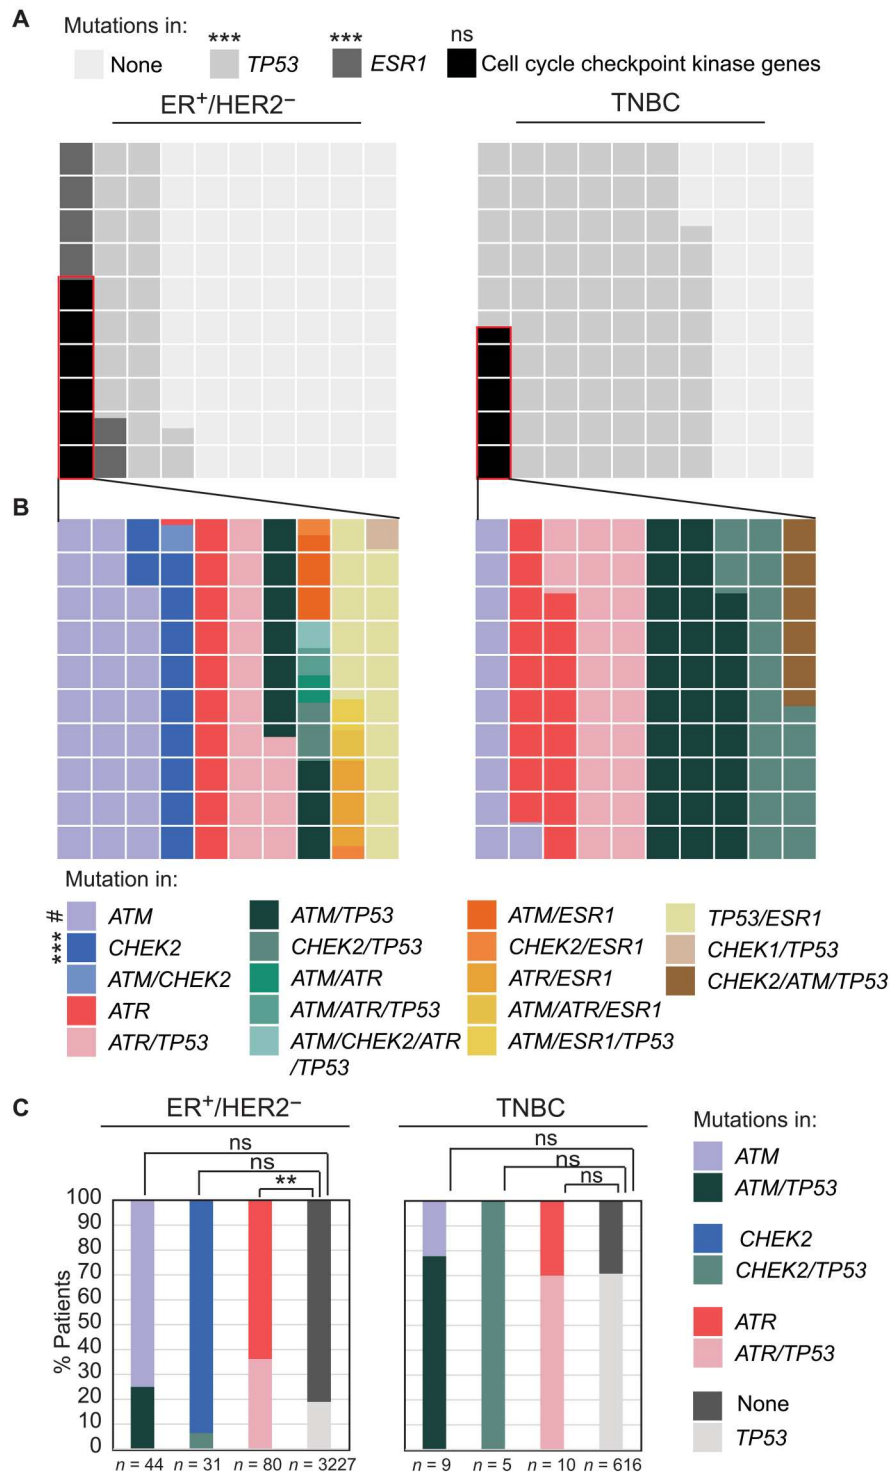 A
Mutations in:
*** *** ns
None TP53 ESR1 Cell cycle checkpoint kinase genes
ER+/HER2− TNBC
B
Mutation in:
*** #
ATM
CHEK2
ATM/CHEK2
ATR
ATR/TP53
ATM/TP53
CHEK2/TP53
ATM/ATR
ATM/ATR/TP53
ATM/CHEK2/ATR
/TP53
ATM/ESR1
CHEK2/ESR1
ATR/ESR1
ATM/ATR/ESR1
ATM/ESR1/TP53
TP53/ESR1
CHEK1/TP53
CHEK2/ATM/TP53
C
ER+/HER2−
ns
ns
**
% Patients
100
90
80
70
60
50
40
30
20
10
0
n = 44 n = 31 n = 80 n = 3227
TNBC
ns
ns
ns
n = 9 n = 5 n = 10 n = 616
Mutations in:
ATM
ATM/TP53
CHEK2
CHEK2/TP53
ATR
ATR/TP53
None
TP53